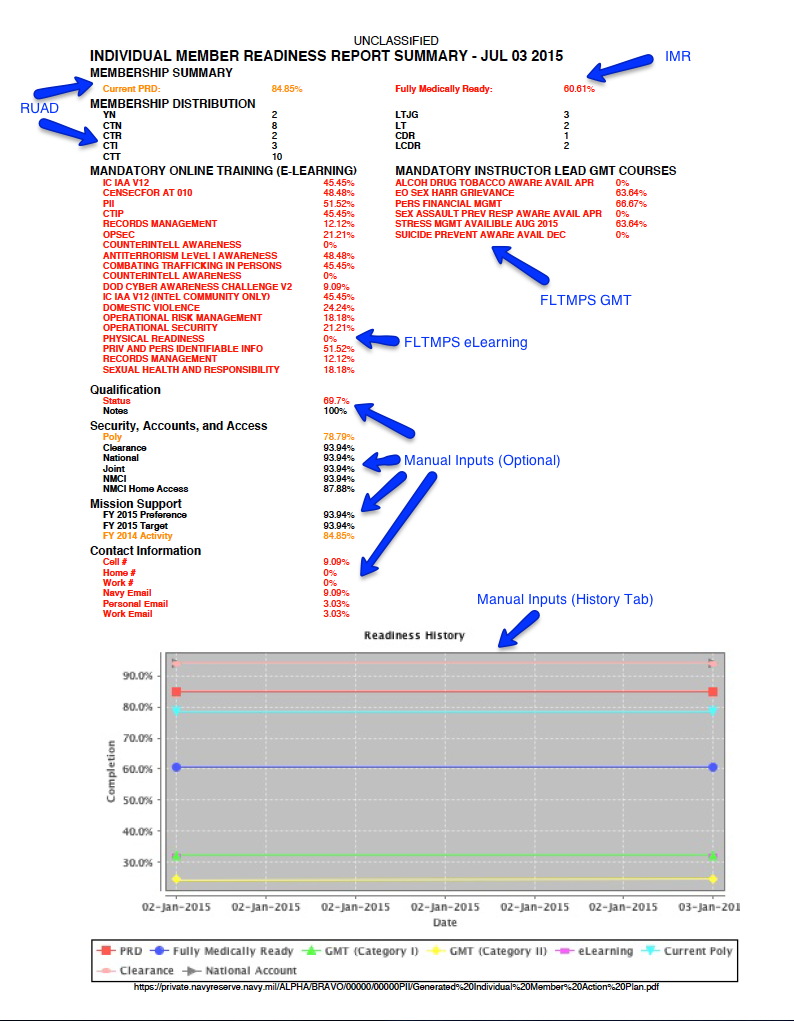 UNCLASSIFIED
INDIVIDUAL MEMBER READINESS REPORT SUMMARY - JUL 03 2015
IMR
MEMBERSHIP SUMMARY
Current PRD: 84.85% Fully Medically Ready: 60.61%
RUAD
MEMBERSHIP DISTRIBUTION
YN 2 LTJG 3
CTN 8 LT 2
CTR 2 CDR 1
CTI 3 LCDR 2
CTT 10
MANDATORY ONLINE TRAINING (E-LEARNING) MANDATORY INSTRUCTOR LEAD GMT COURSES
IC IAA V12 45.45% ALCOH DRUG TOBACCO AWARE AVAIL APR 0%
CENSECFOR AT 010 48.48% EO SEX HARR GRIEVANCE 63.64%
PII 51.52% PERS FINANCIAL MGMT 66.67%
CTIP 45.45% SEX ASSAULT PREV RESP AWARE AVAIL APR 0%
RECORDS MANAGEMENT 12.12% STRESS MGMT AVAILIBLE AUG 2015 63.64%
OPSEC 21.21% SUICIDE PREVENT AWARE AVAIL DEC 0%
COUNTERINTELL AWARENESS 0%
ANTITERRORISM LEVEL I AWARENESS 48.48%
COMBATING TRAFFICKING IN PERSONS 45.45%
COUNTERINTELL AWARENESS 0%
DOD CYBER AWARENESS CHALLENGE V2 9.09%
IC IAA V12 (INTEL COMMUNITY ONLY) 45.45%
FLTMPS GMT
DOMESTIC VIOLENCE 24.24%
OPERATIONAL RISK MANAGEMENT 18.18%
OPERATIONAL SECURITY 21.21%
PHYSICAL READINESS 0%
FLTMPS eLearning
PRIV AND PERS IDENTIFIABLE INFO 51.52%
RECORDS MANAGEMENT 12.12%
SEXUAL HEALTH AND RESPONSIBILITY 18.18%
Qualification
Status 69.7%
Notes 100%
Security, Accounts, and Access
Poly 78.79%
Clearance 93.94%
National 93.94%
Manual Inputs (Optional)
Joint 93.94%
NMCI 93.94%
NMCI Home Access 87.88%
Mission Support
FY 2015 Preference 93.94%
FY 2015 Target 93.94%
FY 2014 Activity 84.85%
Contact Information
Cell # 9.09%
Home # 0%
Work # 0%
Navy Email 9.09%
Personal Email 3.03%
Work Email 3.03%
Manual Inputs (History Tab)
Readiness History
90.0%
80.0%
70.0%
60.0%
50.0%
40.0%
30.0%
Completion
02-Jan-2015 02-Jan-2015 02-Jan-2015 02-Jan-2015 02-Jan-2015 02-Jan-2015 03-Jan-201
Date
PRD Fully Medically Ready GMT (Category I) GMT (Category II) eLearning Current Poly
Clearance National Account
https://private.navyreserve.navy.mil/ALPHA/BRAVO/00000/00000PII/Generated%20Individual%20Member%20Action%20Plan.pdf